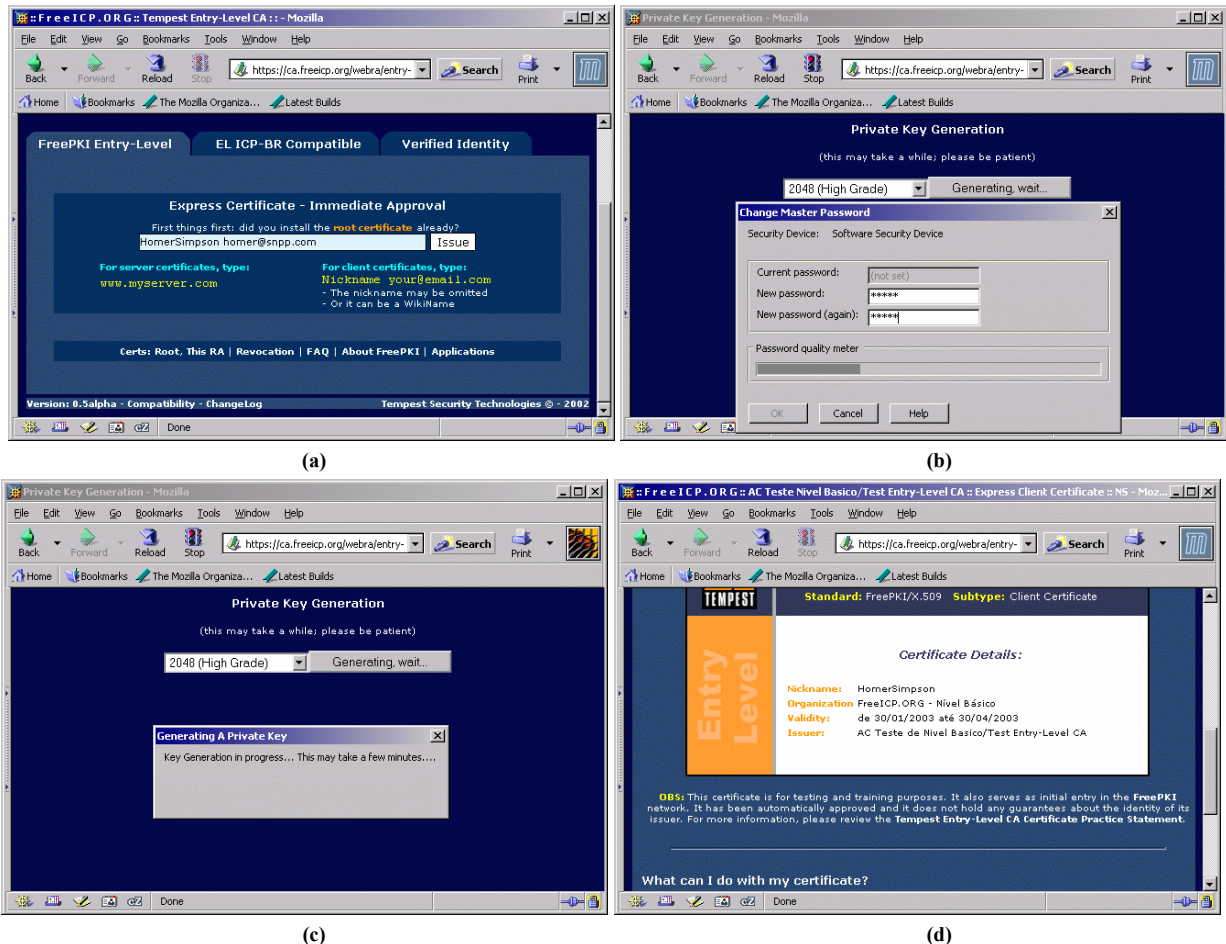 :: F r e e I C P . O R G :: Tempest Entry-Level CA : : - Mozilla
File Edit View Go Bookmarks Tools Window Help
Back Forward Reload Stop https://ca.freeicp.org/webra/entry- Search Print
Home Bookmarks The Mozilla Organiza... Latest Builds
FreePKI Entry-Level EL ICP-BR Compatible Verified Identity
Express Certificate - Immediate Approval
First things first: did you install the root certificate already?
HomerSimpson homer@snpp.com Issue
For server certificates, type: For client certificates, type:
www.myserver.com Nickname your@email.com
- The nickname may be omitted
- Or it can be a WikiName
Certs: Root, This RA | Revocation | FAQ | About FreePKI | Applications
Version: 0.5alpha - Compatibility - ChangeLog Tempest Security Technologies © - 2002
Done
(a)
Private Key Generation - Mozilla
File Edit View Go Bookmarks Tools Window Help
Back Forward Reload Stop https://ca.freeicp.org/webra/entry- Search Print
Home Bookmarks The Mozilla Organiza... Latest Builds
Private Key Generation
(this may take a while; please be patient)
2048 (High Grade) Generating, wait...
Change Master Password
Security Device: Software Security Device
Current password: (not set)
New password: *****
New password (again): *****
Password quality meter
OK Cancel Help
(b)
Private Key Generation - Mozilla
File Edit View Go Bookmarks Tools Window Help
Back Forward Reload Stop https://ca.freeicp.org/webra/entry- Search Print
Home Bookmarks The Mozilla Organiza... Latest Builds
Private Key Generation
(this may take a while; please be patient)
2048 (High Grade) Generating, wait...
Generating A Private Key
Key Generation in progress... This may take a few minutes....
Done
(c)
:: F r e e I C P . O R G :: AC Teste Nivel Basico/Test Entry-Level CA :: Express Client Certificate :: NS - Moz...
File Edit View Go Bookmarks Tools Window Help
Back Forward Reload Stop https://ca.freeicp.org/webra/entry- Search Print
Home Bookmarks The Mozilla Organiza... Latest Builds
TEMPEST Standard: FreePKI/X.509 Subtype: Client Certificate
Entry Level
Certificate Details:
Nickname: HomerSimpson
Organization FreeICP.ORG - Nível Básico
Validity: de 30/01/2003 até 30/04/2003
Issuer: AC Teste de Nivel Basico/Test Entry-Level CA
OBS: This certificate is for testing and training purposes. It also serves as initial entry in the FreePKI
network. It has been automatically approved and it does not hold any guarantees about the identity of its
issuer. For more information, please review the Tempest Entry-Level CA Certificate Practice Statement.
What can I do with my certificate?
Done
(d)